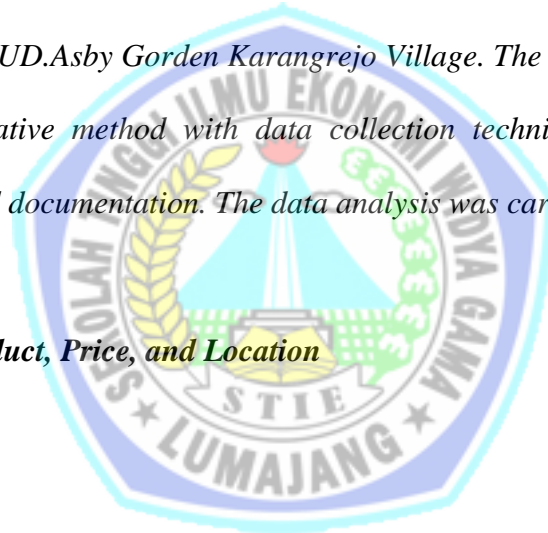 UD.Asby Gorden Karangrejo Village. The
ative method with data collection techni
documentation. The data analysis was car
duct, Price, and Location
SEKOLAH TINGGI ILMU EKONOMI WIDYA GAMA
STIE
LUMAJANG